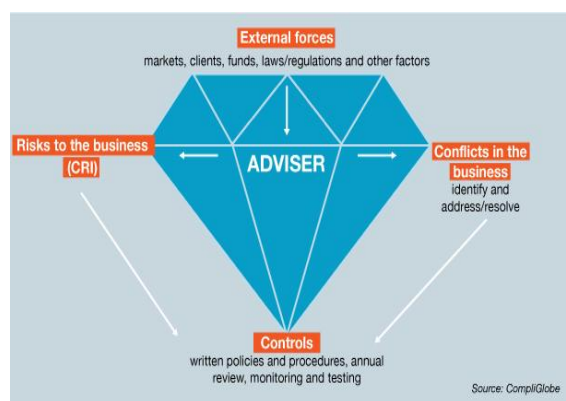 External forces
markets, clients, funds, laws/regulations and other factors
Risks to the business
(CRI)
ADVISER
Conflicts in the
business
identify and
address/resolve
Controls
written policies and procedures, annual
review, monitoring and testing
Source: CompliGlobe